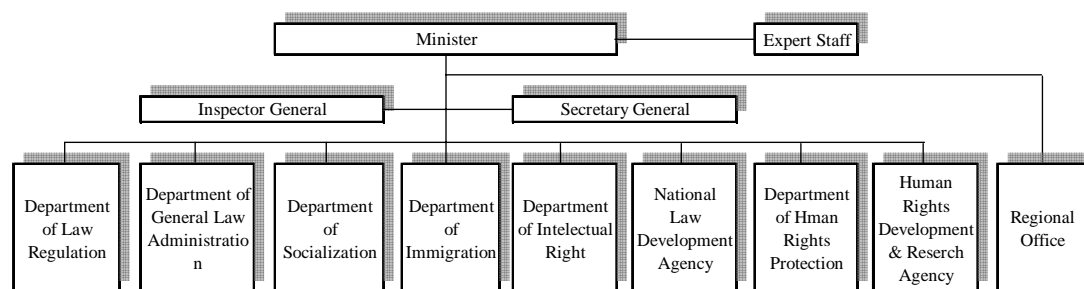 Minister
Expert Staff
Inspector General
Secretary General
Department
of Law
Regulation
Department of
General Law
Administratio
n
Department
of
Socialization
Department
of
Immigration
Department
of Intelectual
Right
National
Law
Development
Agency
Department
of Hman
Rights
Protection
Human
Rights
Development
& Reserch
Agency
Regional
Office